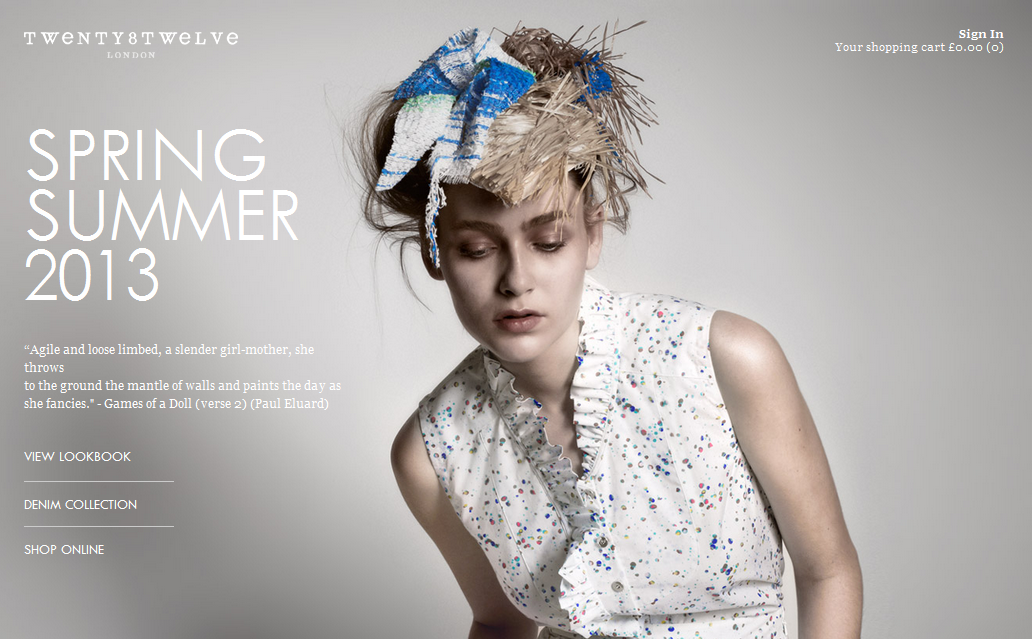 TWENTY8TWELVE
LONDON
Sign In
Your shopping cart £0.00 (0)
SPRING
SUMMER
2013
“Agile and loose limbed, a slender girl-mother, she
throws
to the ground the mantle of walls and paints the day as
she fancies." - Games of a Doll (verse 2) (Paul Eluard)
VIEW LOOKBOOK
DENIM COLLECTION
SHOP ONLINE